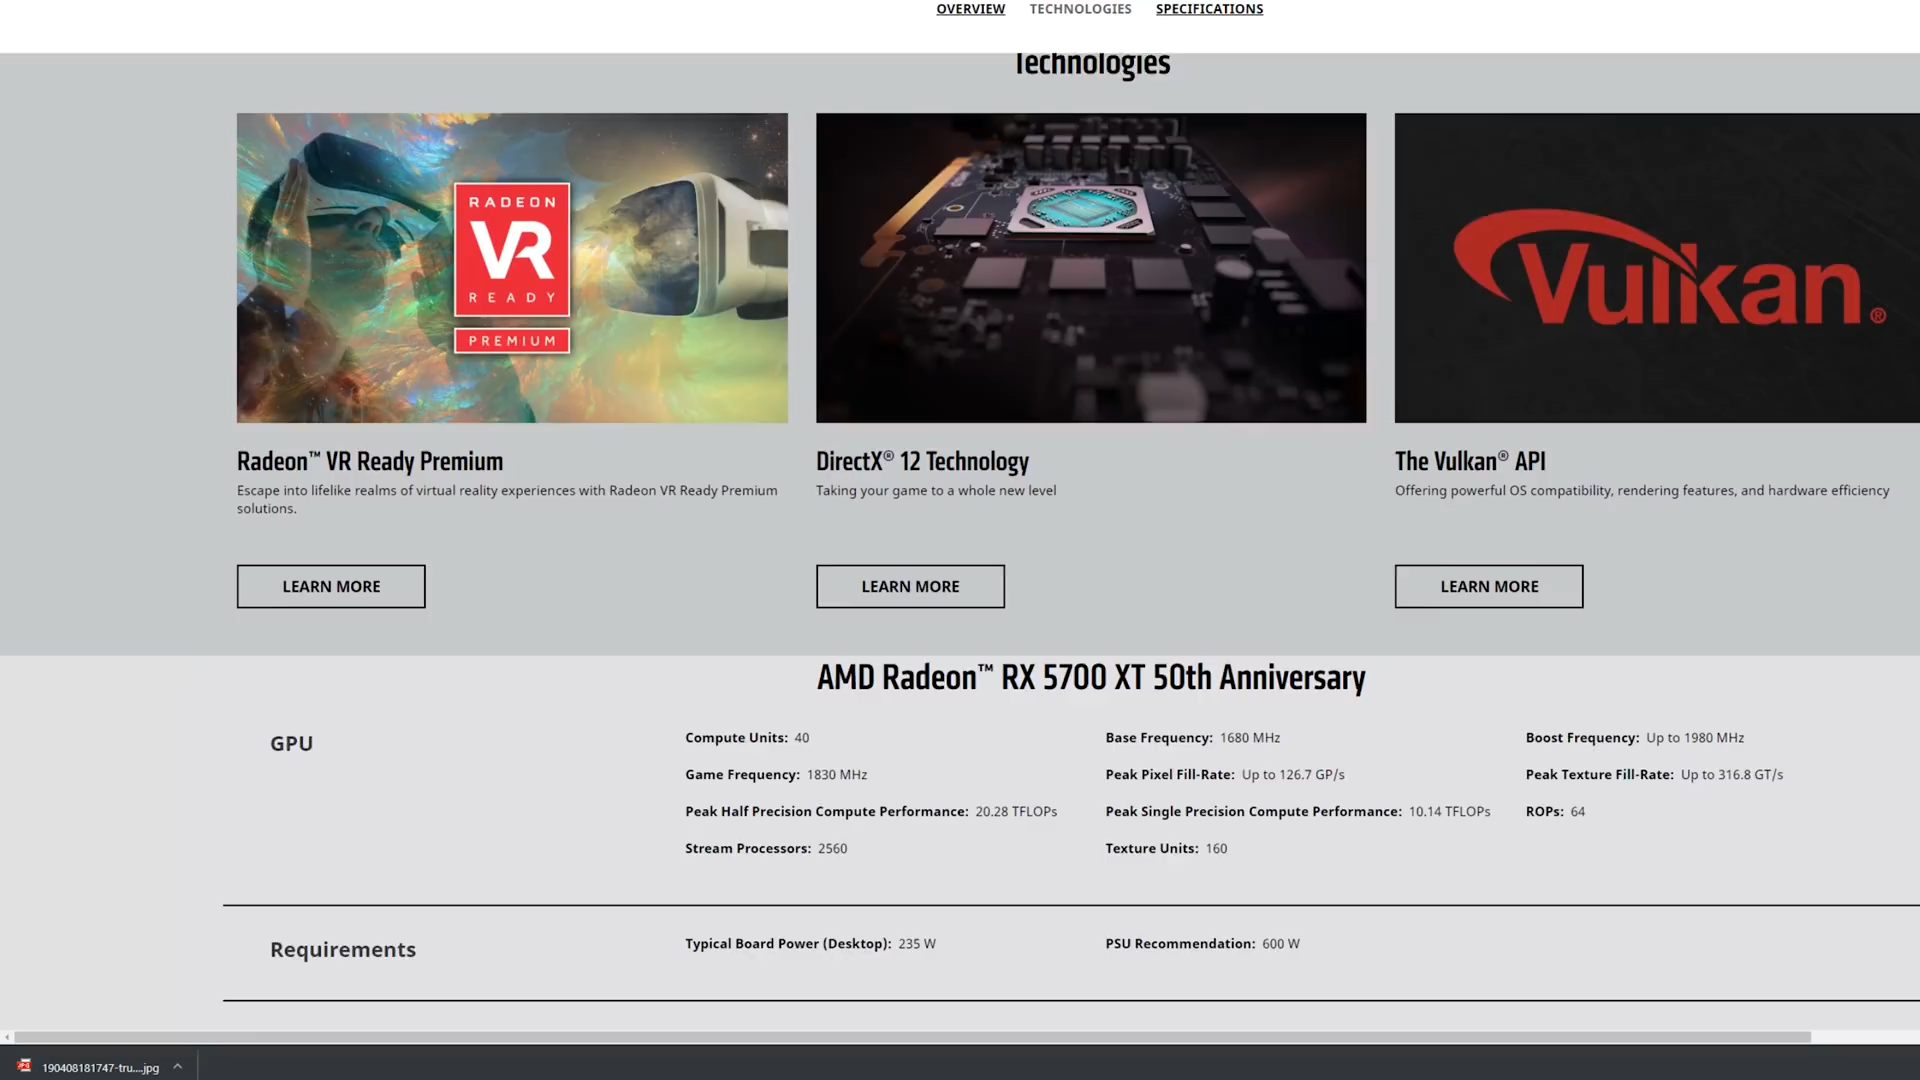 OVERVIEW TECHNOLOGIES SPECIFICATIONS
Technologies
RADEON
VR
READY
PREMIUM
Vulkan®
Radeon™ VR Ready Premium
Escape into lifelike realms of virtual reality experiences with Radeon VR Ready Premium
solutions.
LEARN MORE
DirectX® 12 Technology
Taking your game to a whole new level
LEARN MORE
The Vulkan® API
Offering powerful OS compatibility, rendering features, and hardware efficiency
LEARN MORE
AMD Radeon™ RX 5700 XT 50th Anniversary
GPU
Compute Units: 40 Base Frequency: 1680 MHz Boost Frequency: Up to 1980 MHz
Game Frequency: 1830 MHz Peak Pixel Fill-Rate: Up to 126.7 GP/s Peak Texture Fill-Rate: Up to 316.8 GT/s
Peak Half Precision Compute Performance: 20.28 TFLOPs Peak Single Precision Compute Performance: 10.14 TFLOPs ROPs: 64
Stream Processors: 2560 Texture Units: 160
Requirements
Typical Board Power (Desktop): 235 W PSU Recommendation: 600 W
190408181747-tru....jpg